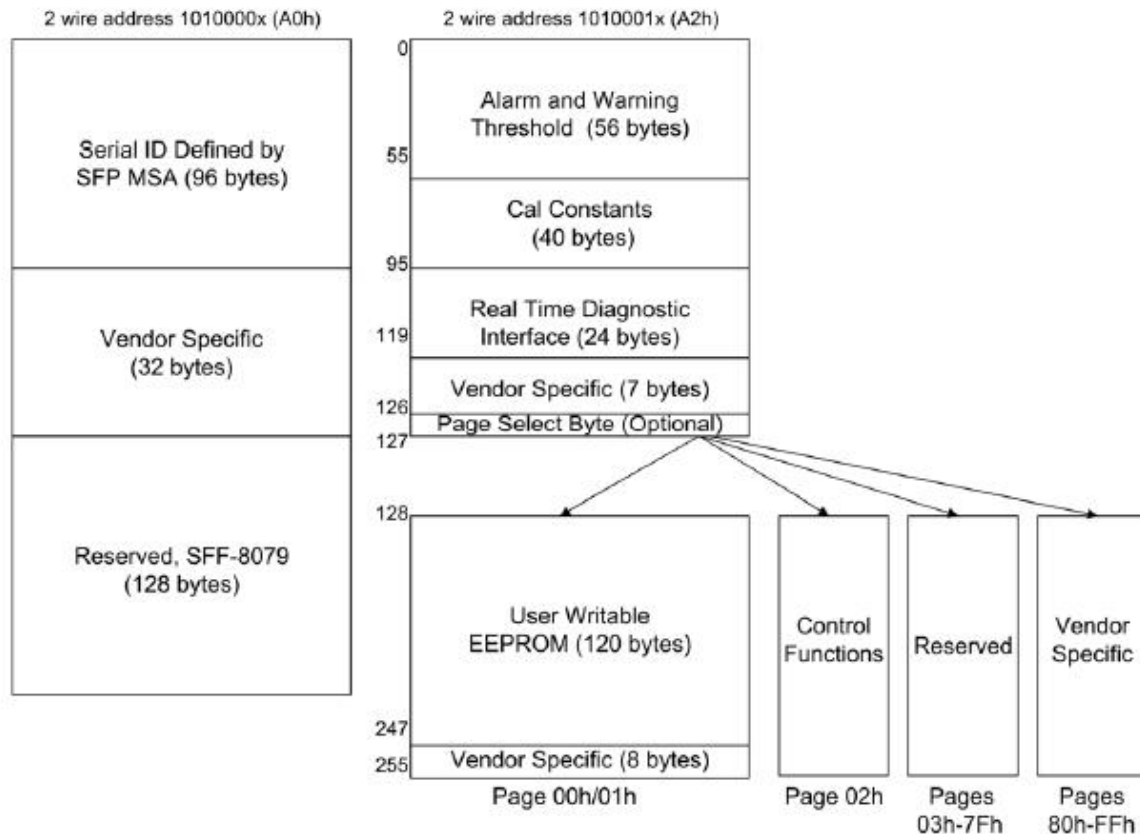 2 wire address 1010000x (A0h)
Serial ID Defined by
SFP MSA (96 bytes)
Vendor Specific
(32 bytes)
Reserved, SFF-8079
(128 bytes)
2 wire address 1010001x (A2h)
0
Alarm and Warning
Threshold (56 bytes)
55
Cal Constants
(40 bytes)
95
Real Time Diagnostic
Interface (24 bytes)
119
Vendor Specific (7 bytes)
126
Page Select Byte (Optional)
127
128
User Writable
EEPROM (120 bytes)
247
Vendor Specific (8 bytes)
255
Page 00h/01h
Control
Functions
Page 02h
Reserved
Pages
03h-7Fh
Vendor
Specific
Pages
80h-FFh